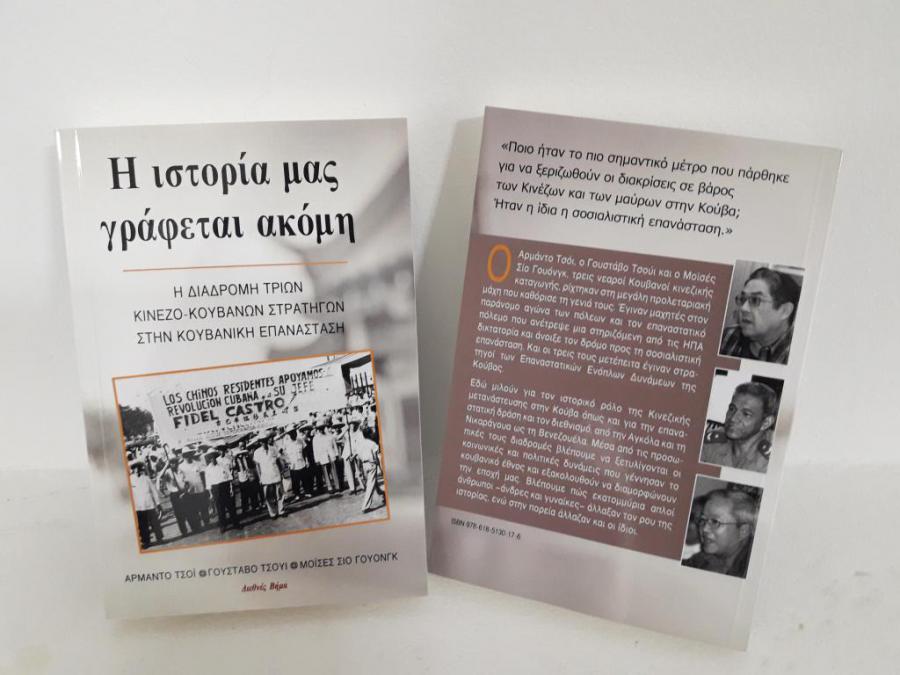 Η ιστορία μας
γράφεται ακόμη
Η ΔΙΑΔΡΟΜΗ ΤΡΙΩΝ
ΚΙΝΕΖΟ-ΚΟΥΒΑΝΩΝ ΣΤΡΑΤΗΓΩΝ
ΣΤΗΝ ΚΟΥΒΑΝΙΚΗ ΕΠΑΝΑΣΤΑΣΗ
LOS CHINOS RESIDENTES APOYAMOS
REVOLUCION CUBANA
SU JEFE
FIDEL CASTRO
ΑΡΜΑΝΤΟ ΤΣΟΪ ΓΟΥΣΤΑΒΟ ΤΣΟΥΙ ΜΟΪΣΕΣ ΣΙΟ ΓΟΥΟΝΓΚ
Διεθνές Βήμα
«Ποιο ήταν το πιο σημαντικό μέτρο που πάρθηκε
για να ξεριζωθούν οι διακρίσεις σε βάρος
των Κινέζων και των μαύρων στην Κούβα;
Ήταν η ίδια η σοσιαλιστική επανάσταση.»
Ο Αρμάντο Τσόι, ο Γουστάβο Τσούι και ο Μοϊσές
Σίο Γουόνγκ, τρεις νεαροί Κουβανοί κινεζικής
καταγωγής, ρίχτηκαν στη μεγάλη προλεταριακή
μάχη που καθόρισε τη γενιά τους. Έγιναν μαχητές στον
παράνομο αγώνα των πόλεων και τον επαναστατικό
πόλεμο που ανέτρεψε μια στηριζόμενη από τις ΗΠΑ
δικτατορία και άνοιξε τον δρόμο προς τη σοσιαλιστική
επανάσταση. Και οι τρεις τους μετέπειτα έγιναν στρα-
τηγοί των Επαναστατικών Ενόπλων Δυνάμεων της
Κούβας.
Εδώ μιλούν για τον ιστορικό ρόλο της Κινεζικής
μετανάστευσης στην Κούβα όπως και για την επανα-
στατική δράση και τον διεθνισμό, από την Αγκόλα και τη
Νικαράγουα ως τη Βενεζουέλα. Μέσα από τις προσω-
πικές τους διαδρομές βλέπουμε να ξετυλίγονται οι
κοινωνικές και πολιτικές δυνάμεις που γέννησαν το
κουβανικό έθνος και εξακολουθούν να διαμορφώνουν
την εποχή μας. Βλέπουμε πώς εκατομμύρια απλοί
άνθρωποι –άνδρες και γυναίκες– άλλαξαν τον ρου της
ιστορίας, ενώ στην πορεία άλλαζαν και οι ίδιοι.
ISBN 978-618-5130-17-6